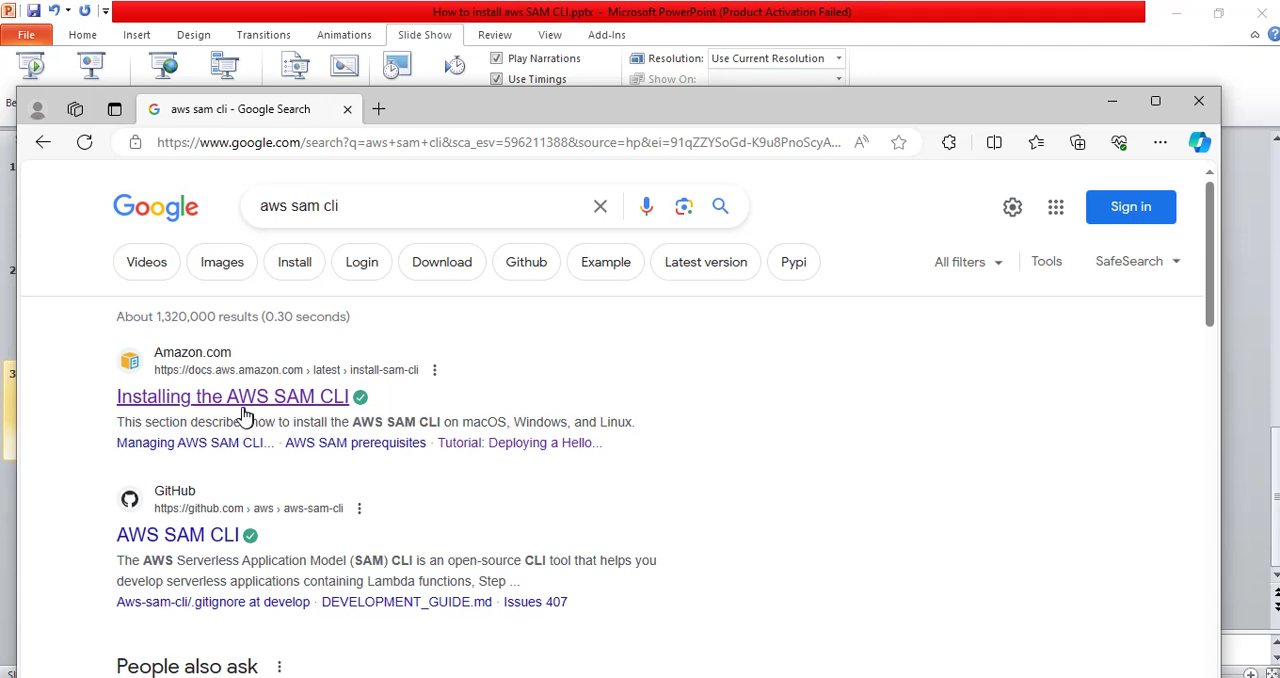 How to install aws SAM CLI.pptx - Microsoft PowerPoint (Product Activation Failed)
File Home Insert Design Transitions Animations Slide Show Review View Add-Ins
Play Narrations Resolution: Use Current Resolution
Use Timings Show On:
aws sam cli - Google Search
https://www.google.com/search?q=aws+sam+cli&sca_esv=596211388&source=hp&ei=91qZZYSoGd-K9u8PnoScyA...
1
2
3
Google aws sam cli Sign in
Videos Images Install Login Download Github Example Latest version Pypi All filters Tools SafeSearch
About 1,320,000 results (0.30 seconds)
Amazon.com
https://docs.aws.amazon.com › latest › install-sam-cli
Installing the AWS SAM CLI
This section describes how to install the AWS SAM CLI on macOS, Windows, and Linux.
Managing AWS SAM CLI... · AWS SAM prerequisites · Tutorial: Deploying a Hello...
GitHub
https://github.com › aws › aws-sam-cli
AWS SAM CLI
The AWS Serverless Application Model (SAM) CLI is an open-source CLI tool that helps you
develop serverless applications containing Lambda functions, Step ...
Aws-sam-cli/.gitignore at develop · DEVELOPMENT_GUIDE.md · Issues 407
People also ask